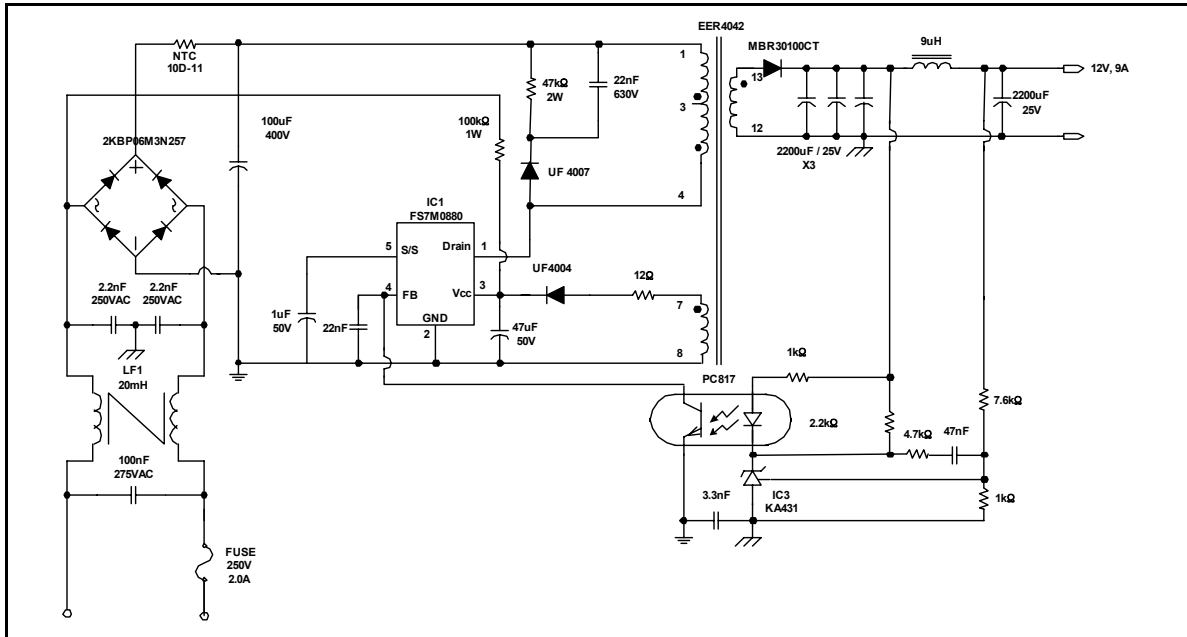 EER4042
NTC
10D-11
47kΩ
2W
22nF
630V
1
3
4
MBR30100CT
13
12
9uH
12V, 9A
2200uF
25V
2200uF / 25V
X3
100uF
400V
100kΩ
1W
2KBP06M3N257
UF 4007
IC1
FS7M0880
5
S/S
Drain
1
4
FB
Vcc
3
GND
2
UF4004
12Ω
7
8
2.2nF
250VAC
2.2nF
250VAC
1uF
50V
22nF
47uF
50V
LF1
20mH
PC817
1kΩ
2.2kΩ
4.7kΩ
47nF
7.6kΩ
1kΩ
100nF
275VAC
3.3nF
IC3
KA431
FUSE
250V
2.0A